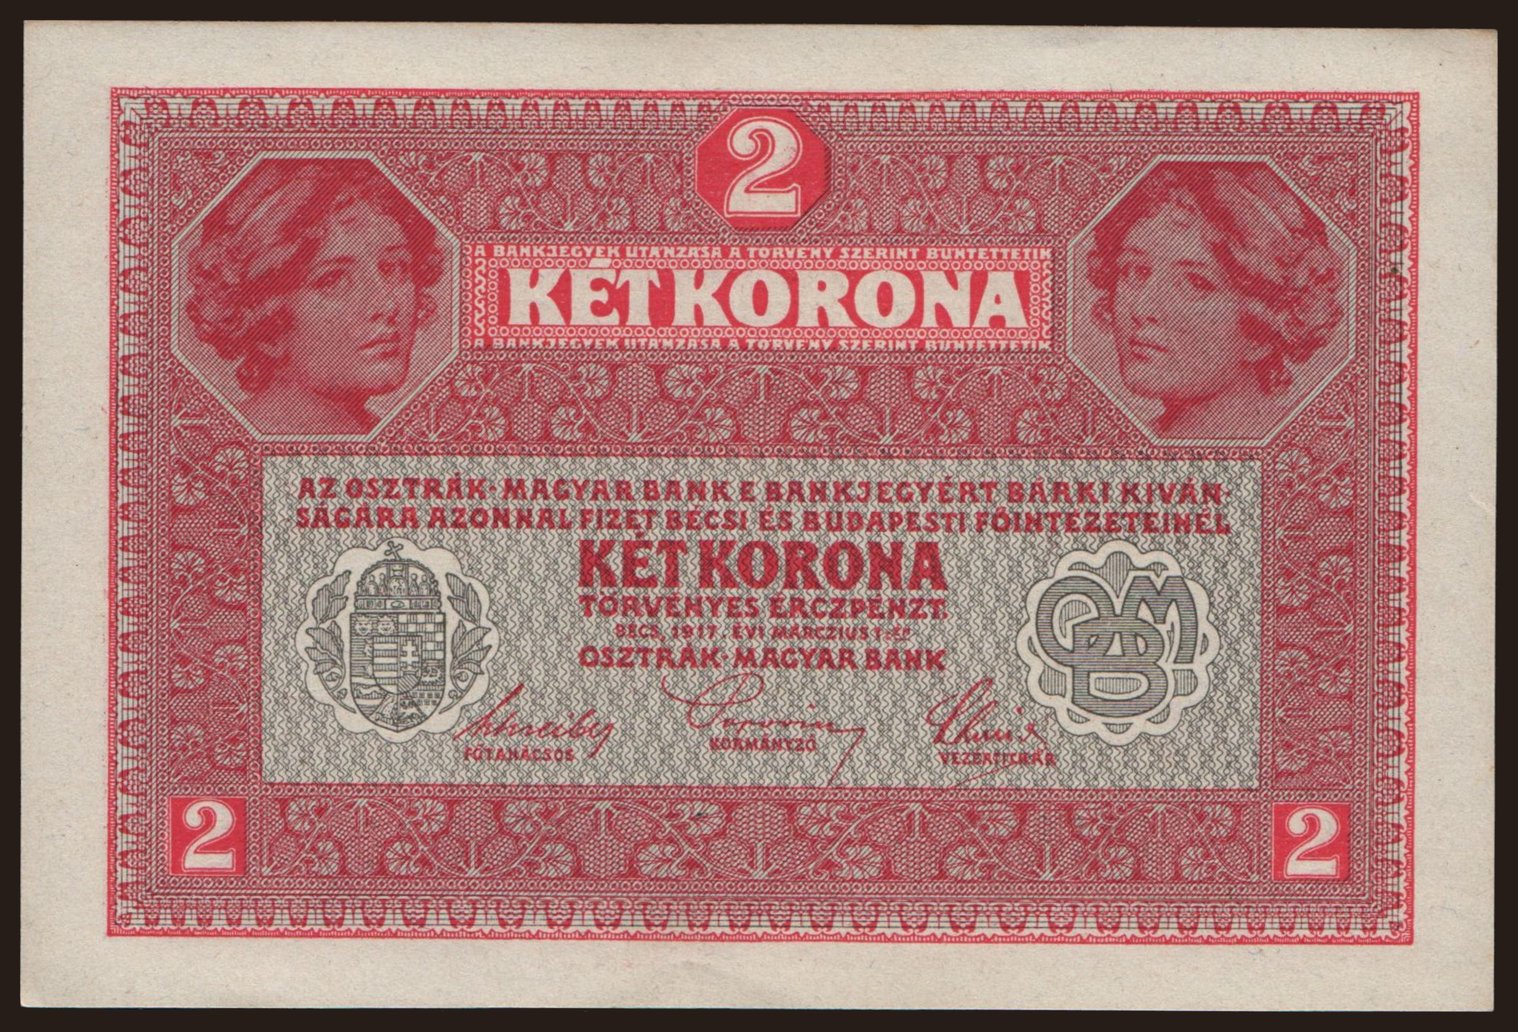 2
A BANKJEGYEK UTÁNZÁSA A TÖRVÉNY SZERINT BÜNTETTETIK
KÉT KORONA
A BANKJEGYEK UTÁNZÁSA A TÖRVÉNY SZERINT BÜNTETTETIK
AZ OSZTRÁK-MAGYAR BANK E BANKJEGYÉRT BÁRKI KIVÁN-
SÁGÁRA AZONNAL FIZET BÉCSI ÉS BUDAPESTI FŐINTÉZETEINÉL
KÉT KORONA
TÖRVÉNYES ÉRCZPÉNZT.
BÉCS, 1917. ÉVI MÁRCZIUS 1-ÉN
OSZTRÁK-MAGYAR BANK
FŐTANÁCSOS
KORMÁNYZÓ
VEZÉRTITKÁR
2
2